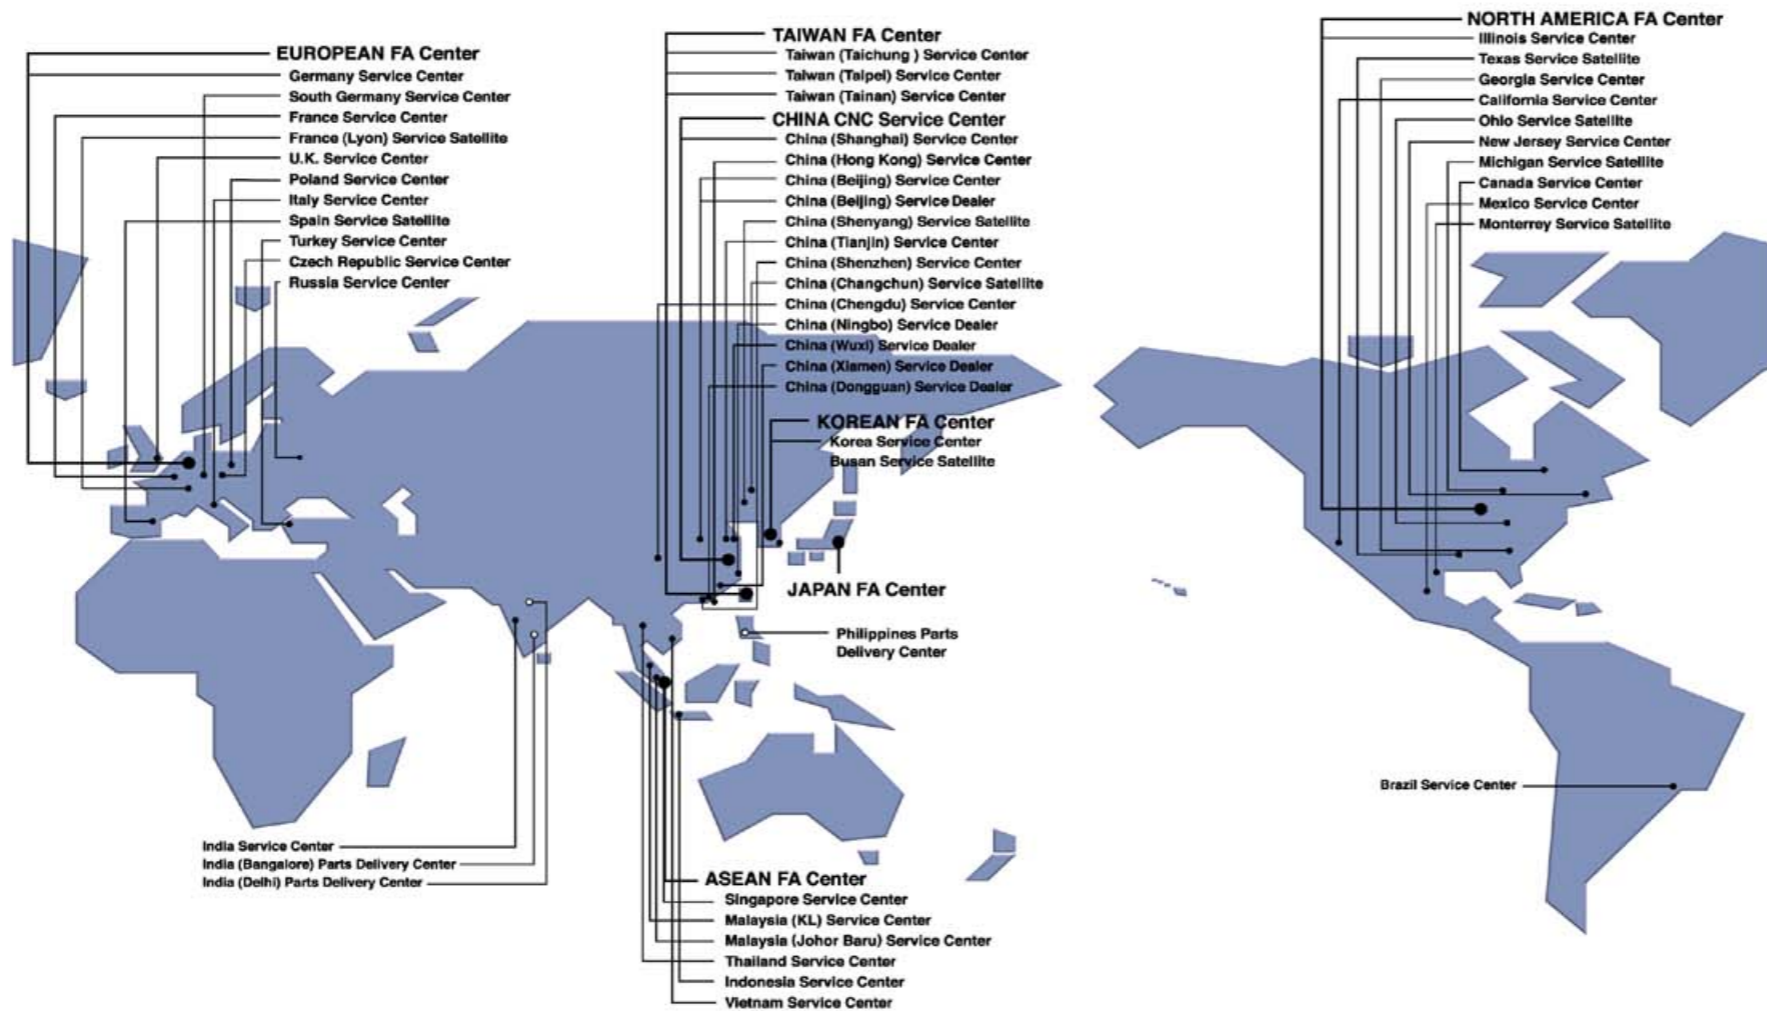 EUROPEAN FA Center
Germany Service Center
South Germany Service Center
France Service Center
France (Lyon) Service Satellite
U.K. Service Center
Poland Service Center
Italy Service Center
Spain Service Satellite
Turkey Service Center
Czech Republic Service Center
Russia Service Center
TAIWAN FA Center
Taiwan (Taichung ) Service Center
Taiwan (Taipei) Service Center
Taiwan (Tainan) Service Center
CHINA CNC Service Center
China (Shanghai) Service Center
China (Hong Kong) Service Center
China (Beijing) Service Center
China (Beijing) Service Dealer
China (Shenyang) Service Satellite
China (Tianjin) Service Center
China (Shenzhen) Service Center
China (Changchun) Service Satellite
China (Chengdu) Service Center
China (Ningbo) Service Dealer
China (Wuxi) Service Dealer
China (Xiamen) Service Dealer
China (Dongguan) Service Dealer
KOREAN FA Center
Korea Service Center
Busan Service Satellite
JAPAN FA Center
Philippines Parts
Delivery Center
NORTH AMERICA FA Center
Illinois Service Center
Texas Service Satellite
Georgia Service Center
California Service Center
Ohio Service Satellite
New Jersey Service Center
Michigan Service Satellite
Canada Service Center
Mexico Service Center
Monterrey Service Satellite
Brazil Service Center
India Service Center
India (Bangalore) Parts Delivery Center
India (Delhi) Parts Delivery Center
ASEAN FA Center
Singapore Service Center
Malaysia (KL) Service Center
Malaysia (Johor Baru) Service Center
Thailand Service Center
Indonesia Service Center
Vietnam Service Center